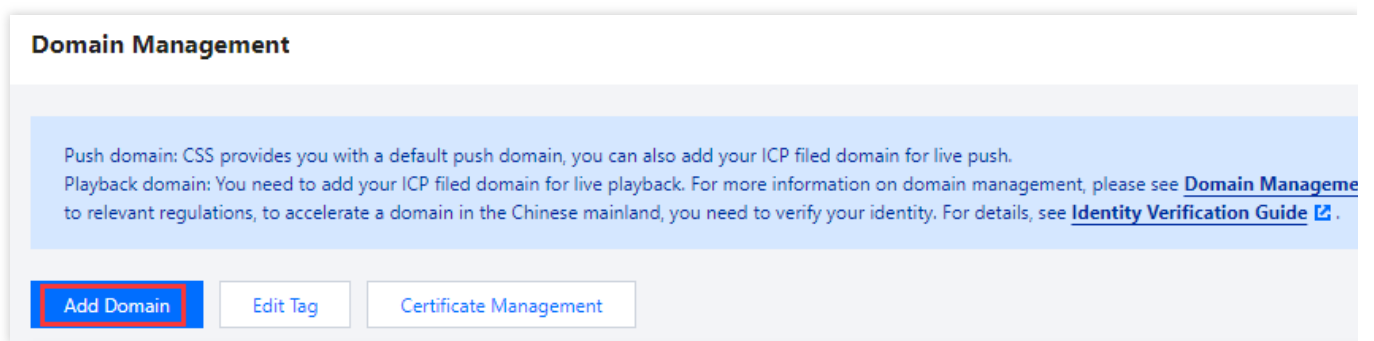 Domain Management
Push domain: CSS provides you with a default push domain, you can also add your ICP filed domain for live push.
Playback domain: You need to add your ICP filed domain for live playback. For more information on domain management, please see Domain Manageme
to relevant regulations, to accelerate a domain in the Chinese mainland, you need to verify your identity. For details, see Identity Verification Guide .
Add Domain Edit Tag Certificate Management